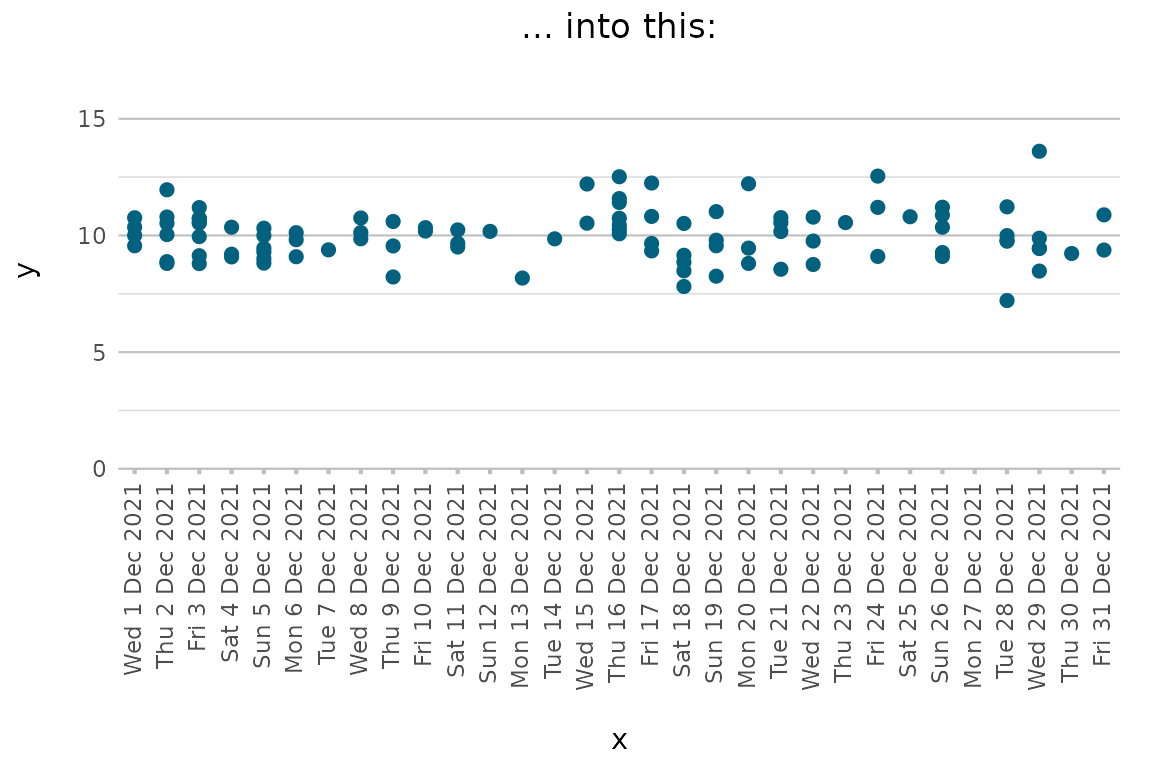 ... into this:
15
10
5
0
y
Wed 1 Dec 2021
Thu 2 Dec 2021
Fri 3 Dec 2021
Sat 4 Dec 2021
Sun 5 Dec 2021
Mon 6 Dec 2021
Tue 7 Dec 2021
Wed 8 Dec 2021
Thu 9 Dec 2021
Fri 10 Dec 2021
Sat 11 Dec 2021
Sun 12 Dec 2021
Mon 13 Dec 2021
Tue 14 Dec 2021
Wed 15 Dec 2021
Thu 16 Dec 2021
Fri 17 Dec 2021
Sat 18 Dec 2021
Sun 19 Dec 2021
Mon 20 Dec 2021
Tue 21 Dec 2021
Wed 22 Dec 2021
Thu 23 Dec 2021
Fri 24 Dec 2021
Sat 25 Dec 2021
Sun 26 Dec 2021
Mon 27 Dec 2021
Tue 28 Dec 2021
Wed 29 Dec 2021
Thu 30 Dec 2021
Fri 31 Dec 2021
x